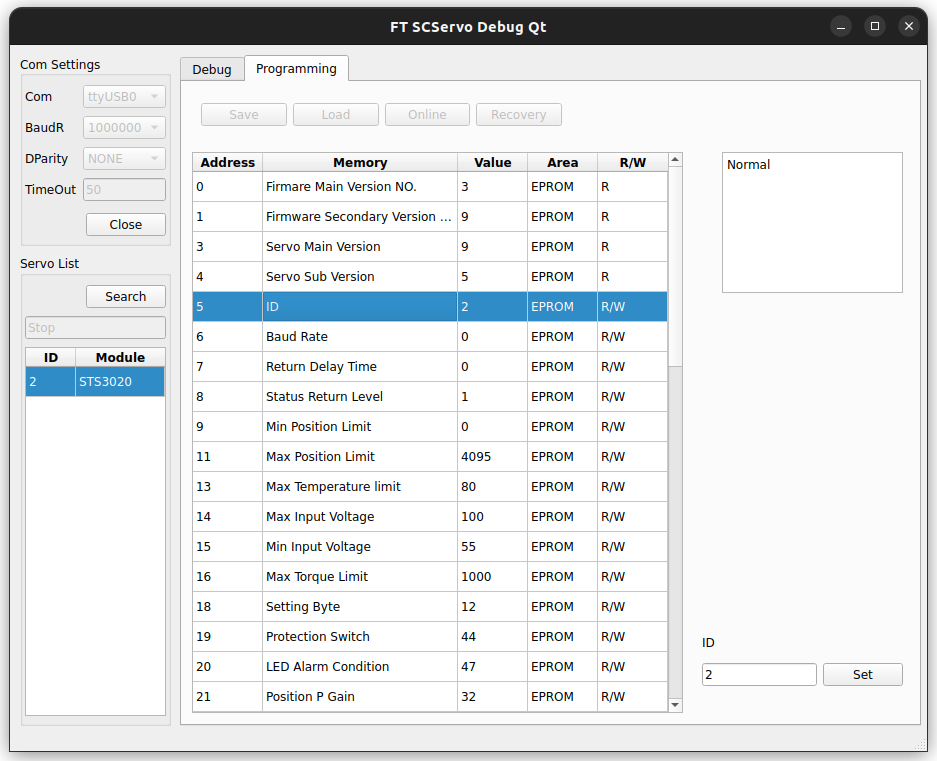 FT SCServo Debug Qt
Com Settings
Com ttyUSB0
BaudR 1000000
DParity NONE
TimeOut 50
Close
Servo List
Search
Stop
ID Module
2 STS3020
Debug Programming
Save Load Online Recovery
Address Memory Value Area R/W
0 Firmare Main Version NO. 3 EPROM R
1 Firmware Secondary Version ... 9 EPROM R
3 Servo Main Version 9 EPROM R
4 Servo Sub Version 5 EPROM R
5 ID 2 EPROM R/W
6 Baud Rate 0 EPROM R/W
7 Return Delay Time 0 EPROM R/W
8 Status Return Level 1 EPROM R/W
9 Min Position Limit 0 EPROM R/W
11 Max Position Limit 4095 EPROM R/W
13 Max Temperature limit 80 EPROM R/W
14 Max Input Voltage 100 EPROM R/W
15 Min Input Voltage 55 EPROM R/W
16 Max Torque Limit 1000 EPROM R/W
18 Setting Byte 12 EPROM R/W
19 Protection Switch 44 EPROM R/W
20 LED Alarm Condition 47 EPROM R/W
21 Position P Gain 32 EPROM R/W
Normal
ID
2 Set